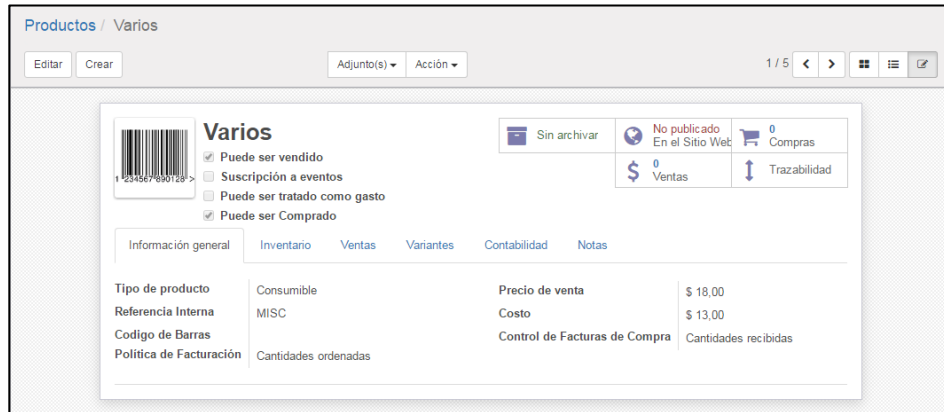 Productos / Varios
Editar Crear Adjunto(s) Acción 1 / 5
1 234567 890128 >
Varios
Puede ser vendido
Suscripción a eventos
Puede ser tratado como gasto
Puede ser Comprado
Sin archivar
No publicado
En el Sitio Web
0
Compras
0
Ventas
Trazabilidad
Información general Inventario Ventas Variantes Contabilidad Notas
Tipo de producto Consumible
Referencia Interna MISC
Codigo de Barras
Política de Facturación Cantidades ordenadas
Precio de venta $ 18,00
Costo $ 13,00
Control de Facturas de Compra Cantidades recibidas